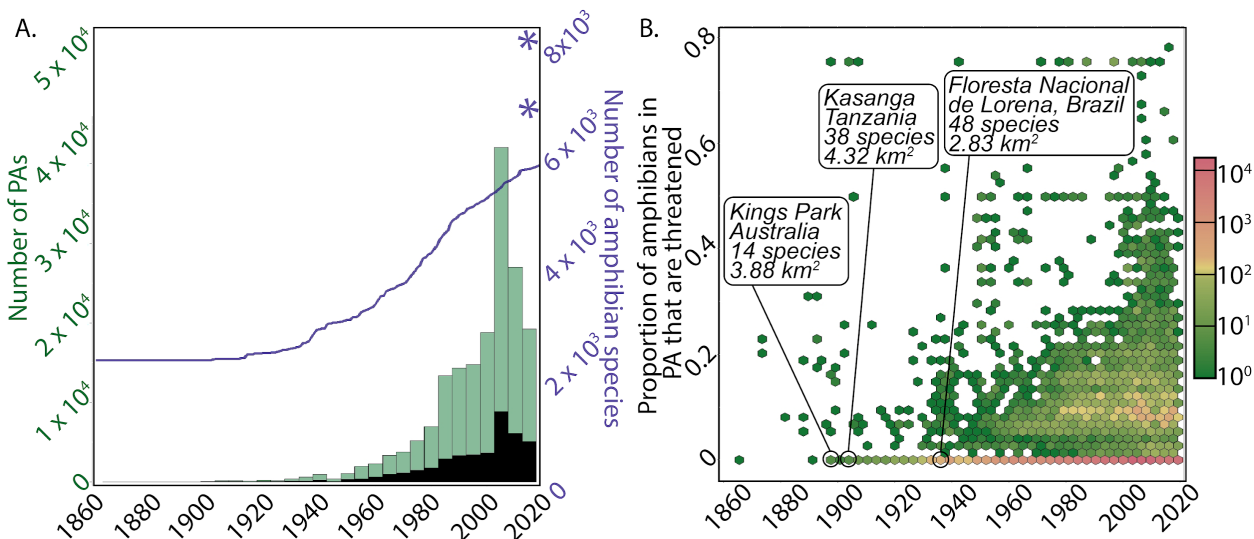 A.
Number of PAs
0
1 x 10⁴
2 x 10⁴
3 x 10⁴
4 x 10⁴
5 x 10⁴
1860
1880
1900
1920
1940
1960
1980
2000
2020
Number of amphibian species
0
2 x 10³
4 x 10³
6 x 10³
8x10³
*
*
B.
Proportion of amphibians in
PA that are threatened
0
0.2
0.4
0.6
0.8
Kings Park
Australia
14 species
3.88 km²
Kasanga
Tanzania
38 species
4.32 km²
Floresta Nacional
de Lorena, Brazil
48 species
2.83 km²
1860
1880
1900
1920
1940
1960
1980
2000
2020
10⁴
10³
10²
10¹
10⁰